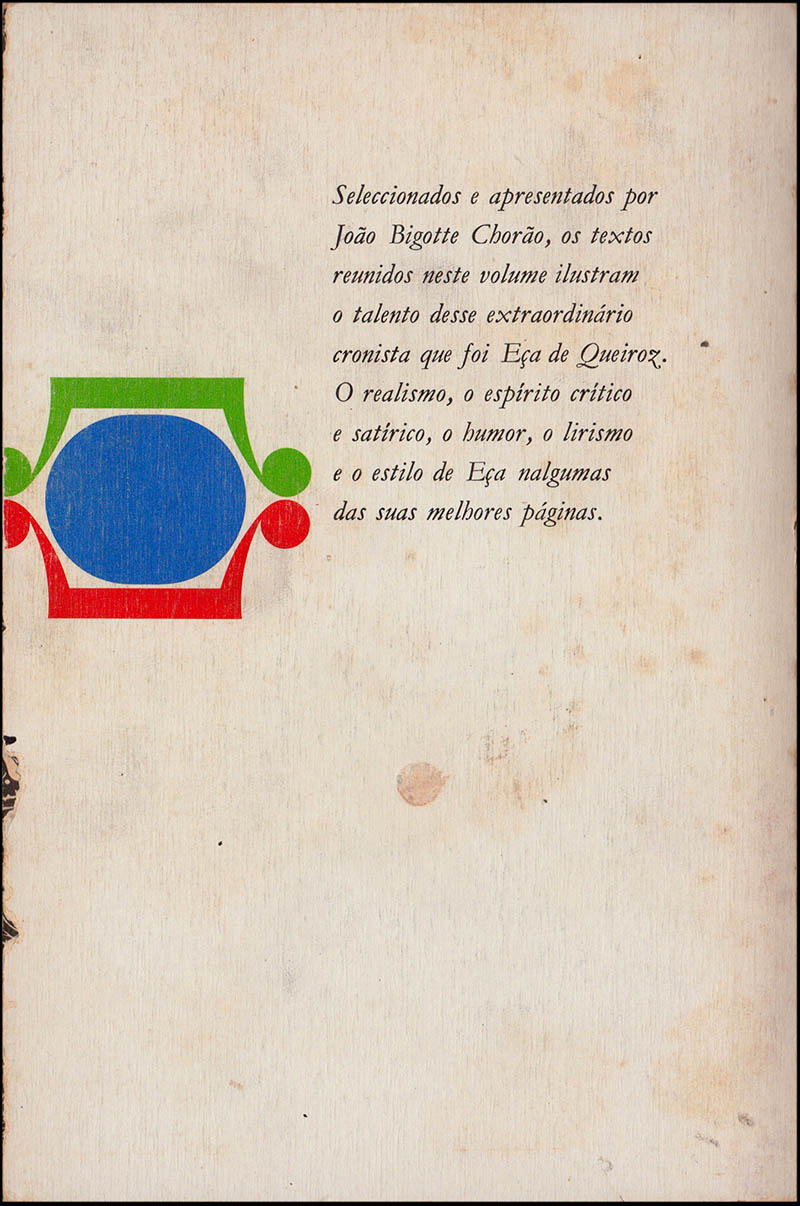 Seleccionados e apresentados por
João Bigotte Chorão, os textos
reunidos neste volume ilustram
o talento desse extraordinário
cronista que foi Eça de Queiroz.
O realismo, o espírito crítico
e satírico, o humor, o lirismo
e o estilo de Eça nalgumas
das suas melhores páginas.